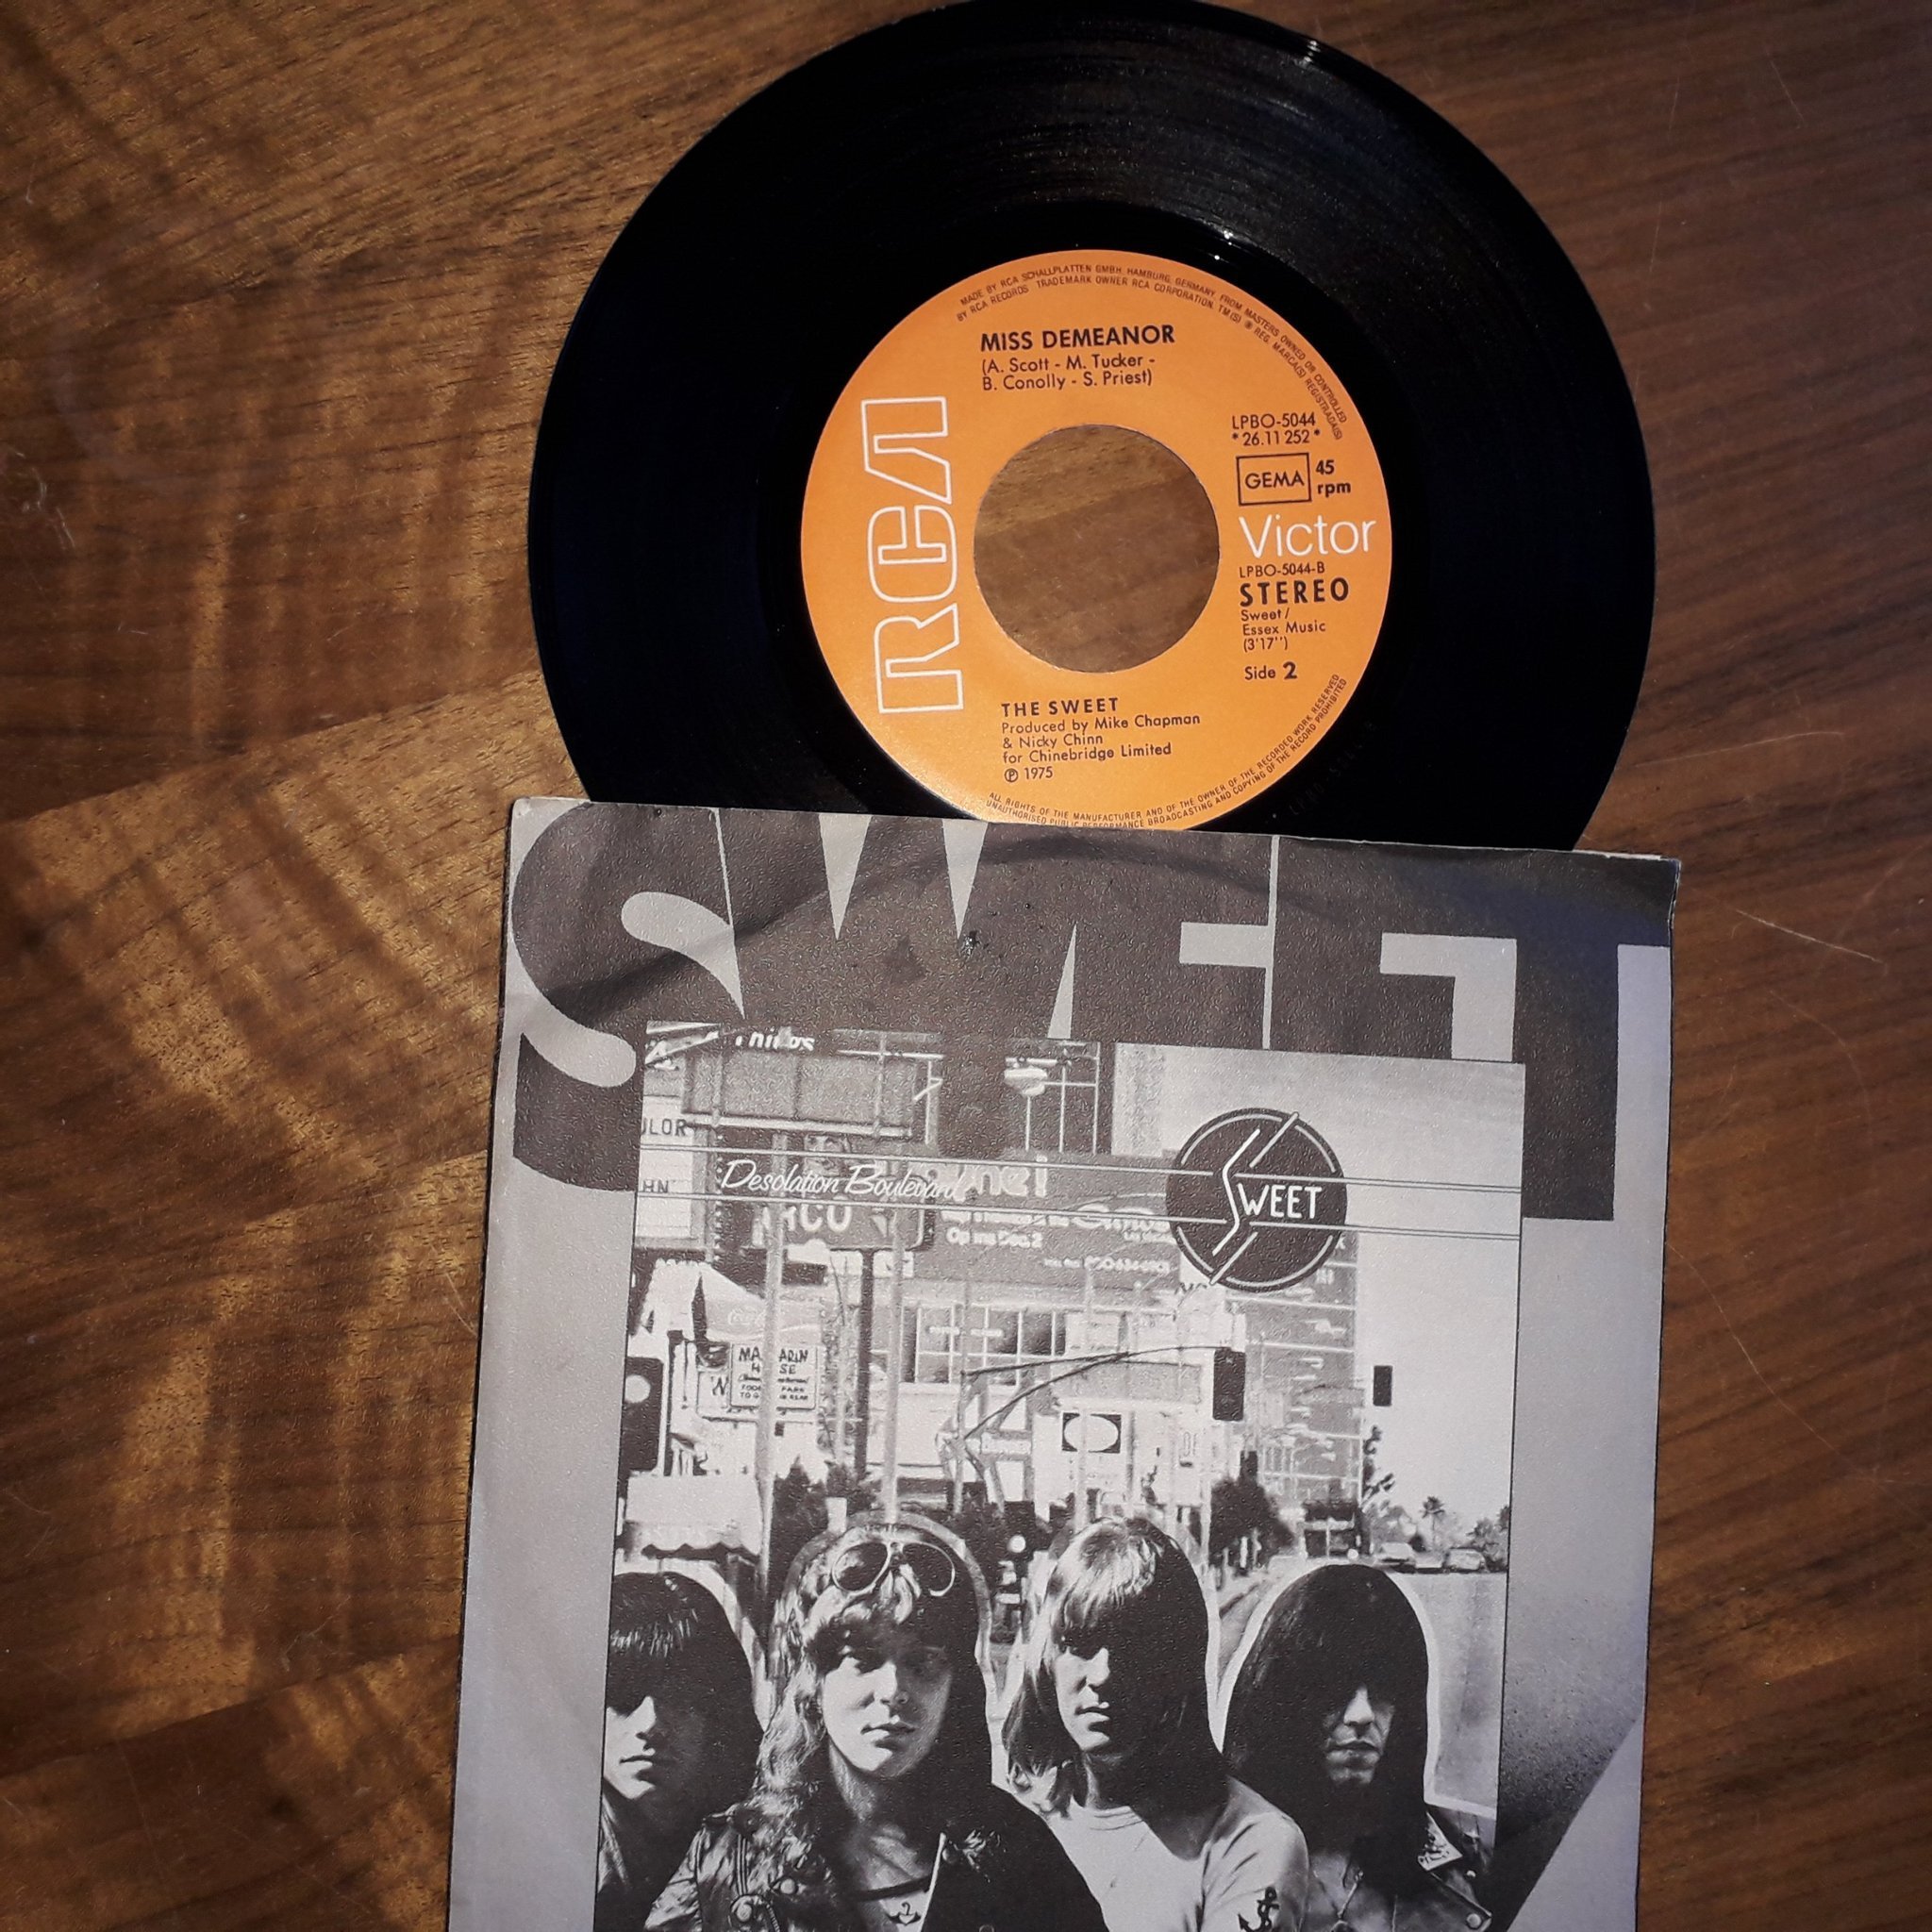 MADE BY RCA SCHALLPLATTEN GMBH, HAMBURG, GERMANY, FROM MASTERS OWNED OR CONTROLLED
BY RCA RECORDS TRADEMARK OWNER RCA CORPORATION. TM(S) ® REG. MARCA(S) REGISTRADA(S)
MISS DEMEANOR
(A. Scott - M. Tucker -
B. Conolly - S. Priest)
RCA
LPBO-5044
*26.11252*
GEMA
45
rpm
Victor
LPBO-5044-B
STEREO
Sweet/
Essex Music
(3'17'')
Side 2
THE SWEET
Produced by Mike Chapman
& Nicky Chinn
for Chinebridge Limited
℗ 1975
ALL RIGHTS OF THE MANUFACTURER AND OF THE OWNER OF THE RECORDED WORK RESERVED
UNAUTHORISED PUBLIC PERFORMANCE BROADCASTING AND COPYING OF THE RECORD PROHIBITED
SWEET
Desolation Boulevard
SWEET
Coca-Cola